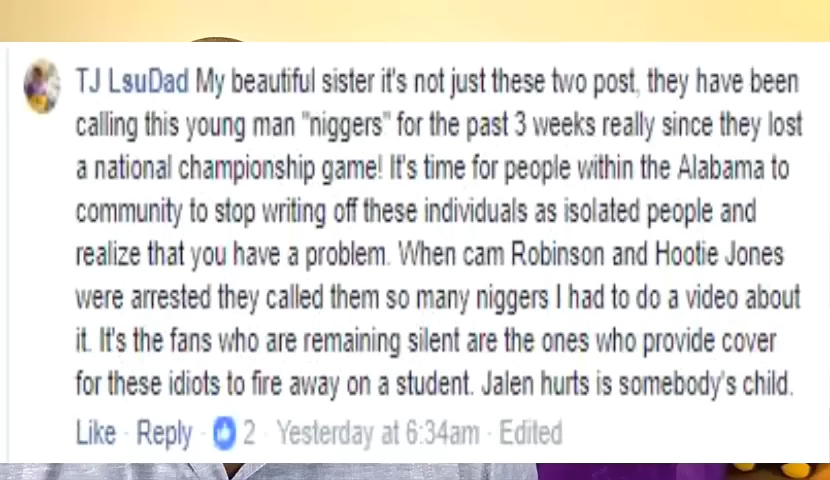 TJ LsuDad My beautiful sister it's not just these two post, they have been
calling this young man "niggers" for the past 3 weeks really since they lost
a national championship game! It's time for people within the Alabama to
community to stop writing off these individuals as isolated people and
realize that you have a problem. When cam Robinson and Hootie Jones
were arrested they called them so many niggers I had to do a video about
it. It's the fans who are remaining silent are the ones who provide cover
for these idiots to fire away on a student. Jalen hurts is somebody's child.
Like · Reply · 2 · Yesterday at 6:34am · Edited